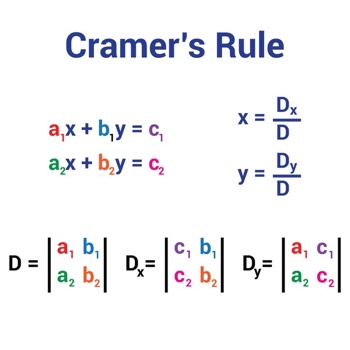 Cramer's Rule
a₁x + b₁y = c₁
a₂x + b₂y = c₂
x = Dₓ/D
y = Dᵧ/D
D = |a₁ b₁|
|a₂ b₂|
Dₓ= |c₁ b₁|
|c₂ b₂|
Dᵧ= |a₁ c₁|
|a₂ c₂|